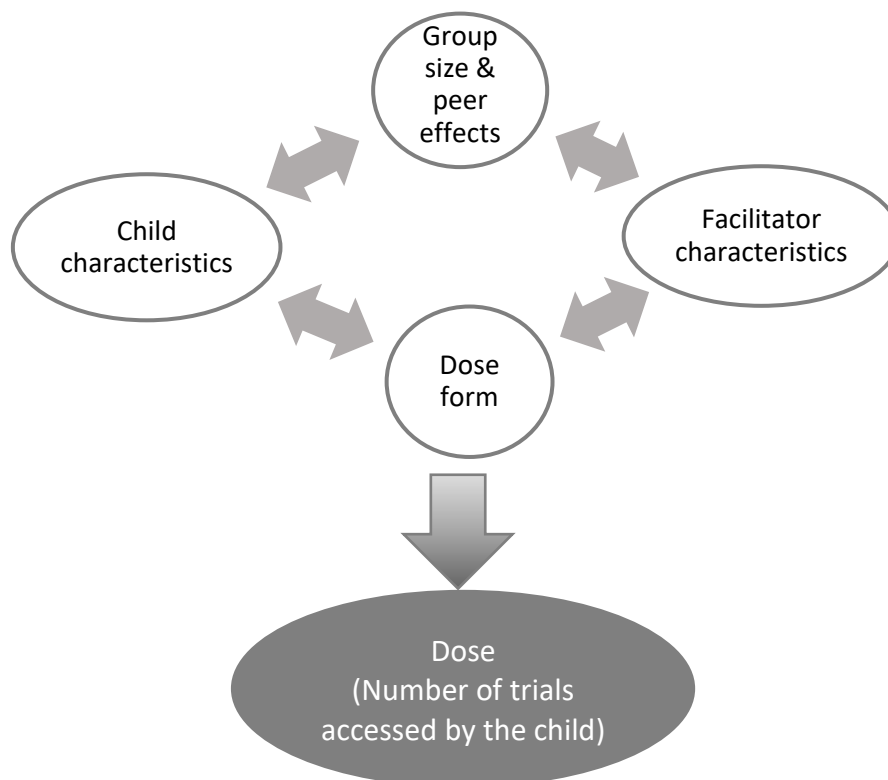 Group
size &
peer
effects
Child
characteristics
Facilitator
characteristics
Dose
form
Dose
(Number of trials
accessed by the child)